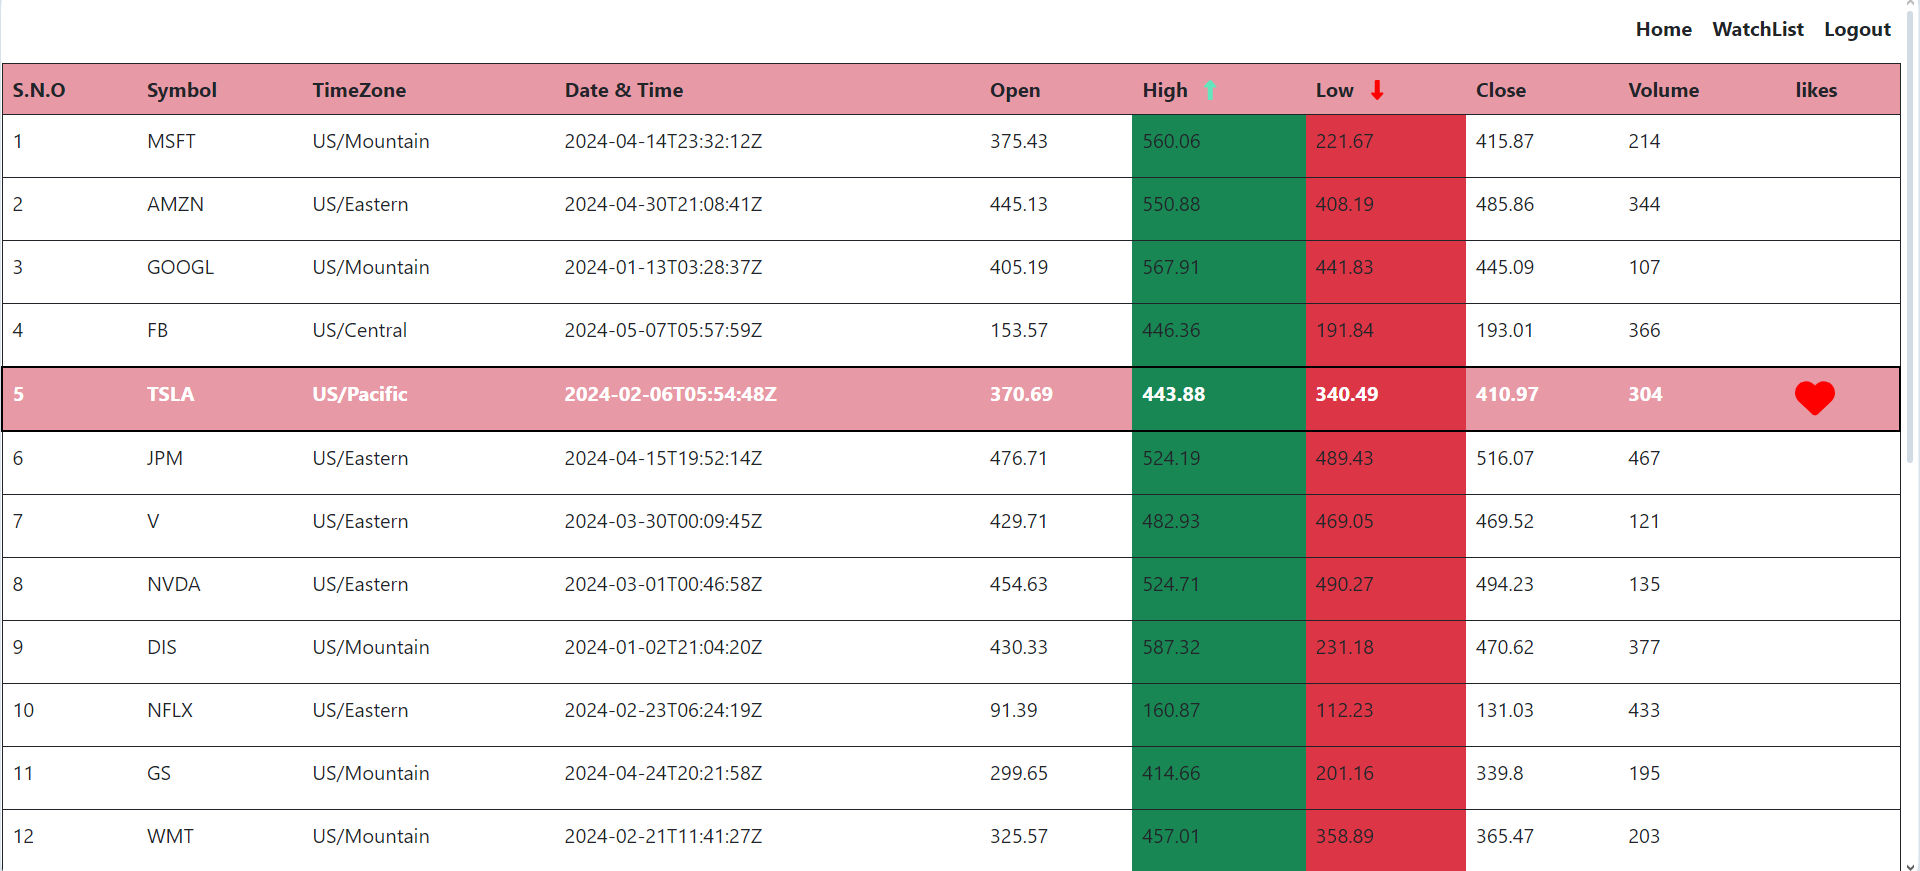 Home WatchList Logout
S.N.O Symbol TimeZone Date & Time Open High Low Close Volume likes
1 MSFT US/Mountain 2024-04-14T23:32:12Z 375.43 560.06 221.67 415.87 214
2 AMZN US/Eastern 2024-04-30T21:08:41Z 445.13 550.88 408.19 485.86 344
3 GOOGL US/Mountain 2024-01-13T03:28:37Z 405.19 567.91 441.83 445.09 107
4 FB US/Central 2024-05-07T05:57:59Z 153.57 446.36 191.84 193.01 366
5 TSLA US/Pacific 2024-02-06T05:54:48Z 370.69 443.88 340.49 410.97 304
6 JPM US/Eastern 2024-04-15T19:52:14Z 476.71 524.19 489.43 516.07 467
7 V US/Eastern 2024-03-30T00:09:45Z 429.71 482.93 469.05 469.52 121
8 NVDA US/Eastern 2024-03-01T00:46:58Z 454.63 524.71 490.27 494.23 135
9 DIS US/Mountain 2024-01-02T21:04:20Z 430.33 587.32 231.18 470.62 377
10 NFLX US/Eastern 2024-02-23T06:24:19Z 91.39 160.87 112.23 131.03 433
11 GS US/Mountain 2024-04-24T20:21:58Z 299.65 414.66 201.16 339.8 195
12 WMT US/Mountain 2024-02-21T11:41:27Z 325.57 457.01 358.89 365.47 203